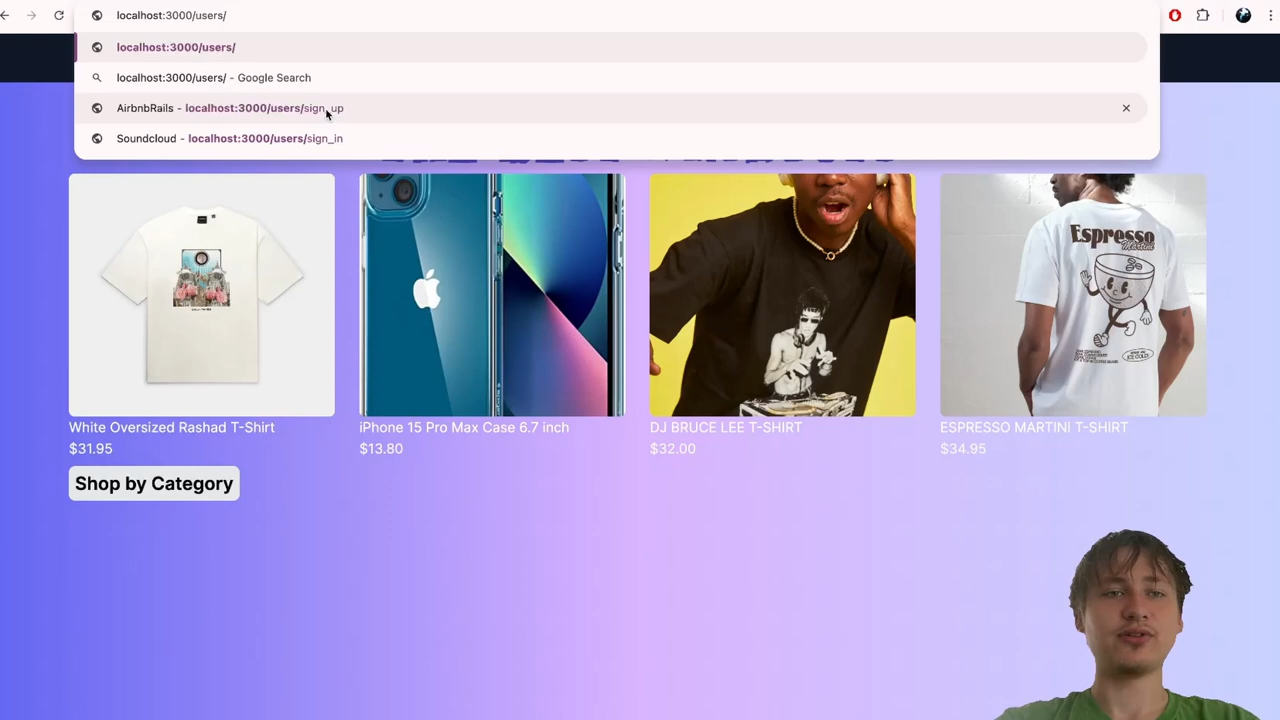 localhost:3000/users/
localhost:3000/users/
localhost:3000/users/ - Google Search
AirbnbRails - localhost:3000/users/sign_up
Soundcloud - localhost:3000/users/sign_in
Espresso
Martini
White Oversized Rashad T-Shirt
iPhone 15 Pro Max Case 6.7 inch
DJ BRUCE LEE T-SHIRT
ESPRESSO MARTINI T-SHIRT
$31.95
$13.80
$32.00
$34.95
Shop by Category